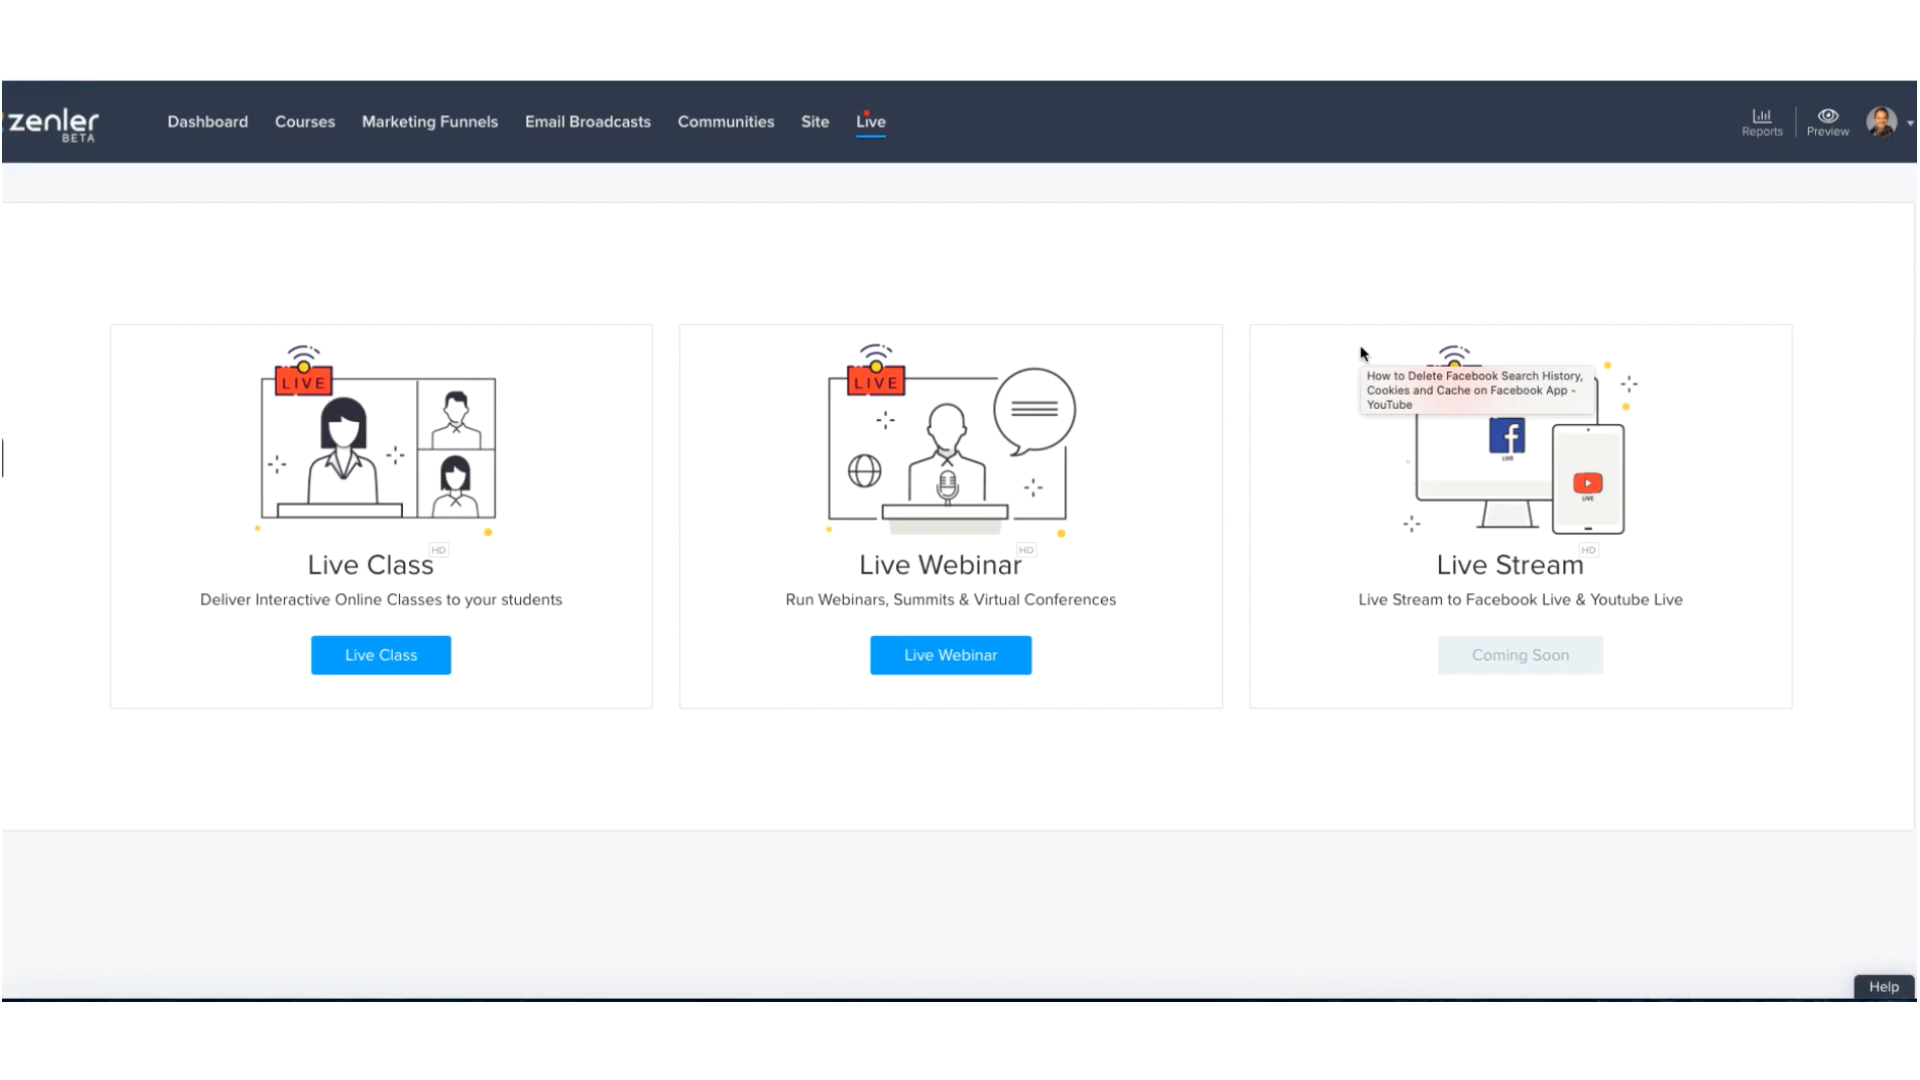 zenler
BETA
Dashboard
Courses
Marketing Funnels
Email Broadcasts
Communities
Site
Live
Reports
Preview
LIVE
Live Class
HD
Deliver Interactive Online Classes to your students
Live Class
LIVE
Live Webinar
HD
Run Webinars, Summits & Virtual Conferences
Live Webinar
How to Delete Facebook Search History,
Cookies and Cache on Facebook App -
YouTube
LIVE
LIVE
Live Stream
HD
Live Stream to Facebook Live & Youtube Live
Coming Soon
Help